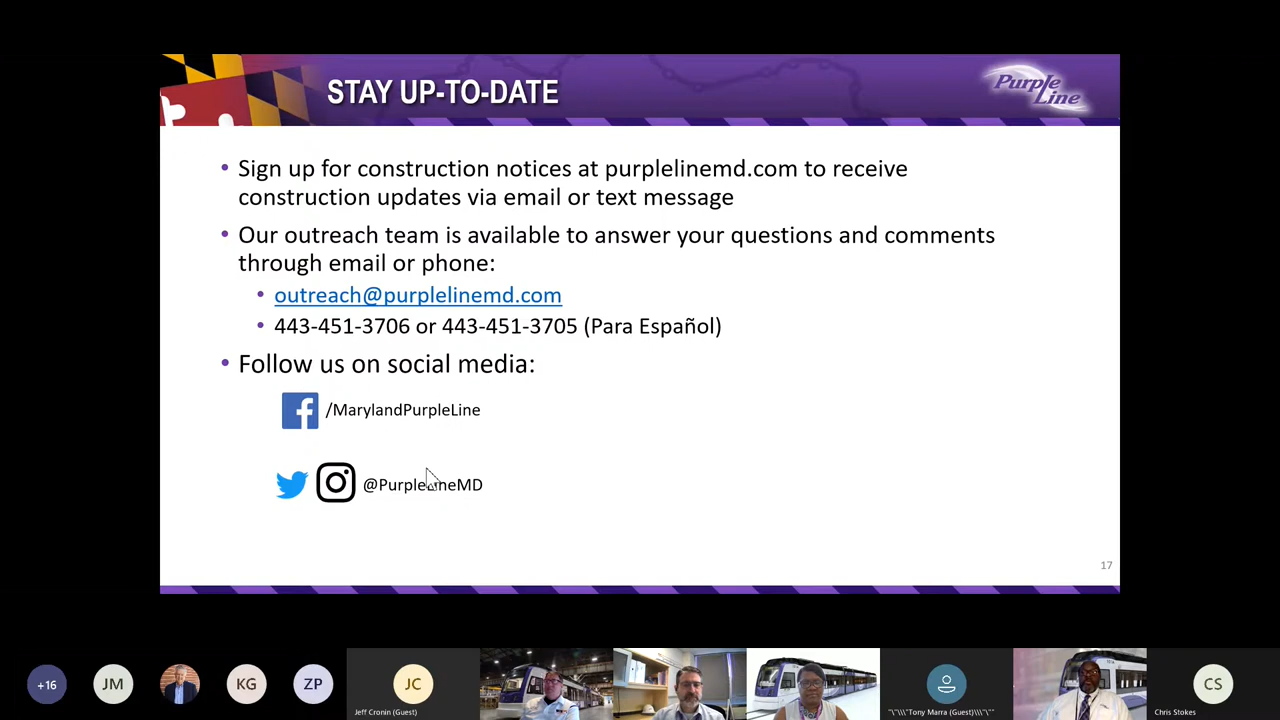 STAY UP-TO-DATE
Purple
Line
• Sign up for construction notices at purplelinemd.com to receive
construction updates via email or text message
• Our outreach team is available to answer your questions and comments
through email or phone:
• outreach@purplelinemd.com
• 443-451-3706 or 443-451-3705 (Para Español)
• Follow us on social media:
/MarylandPurpleLine
@PurpleLineMD
17
+16
JM
KG
ZP
JC
Jeff Cronin (Guest)
"\"\\\"Tony Marra (Guest)\\\"\""
CS
Chris Stokes